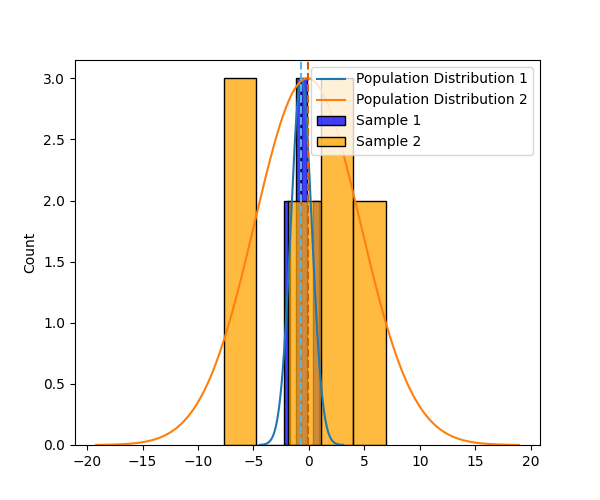 Population Distribution 1
Population Distribution 2
Sample 1
Sample 2
Count
3.0
2.5
2.0
1.5
1.0
0.5
0.0
−20 −15 −10 −5 0 5 10 15 20